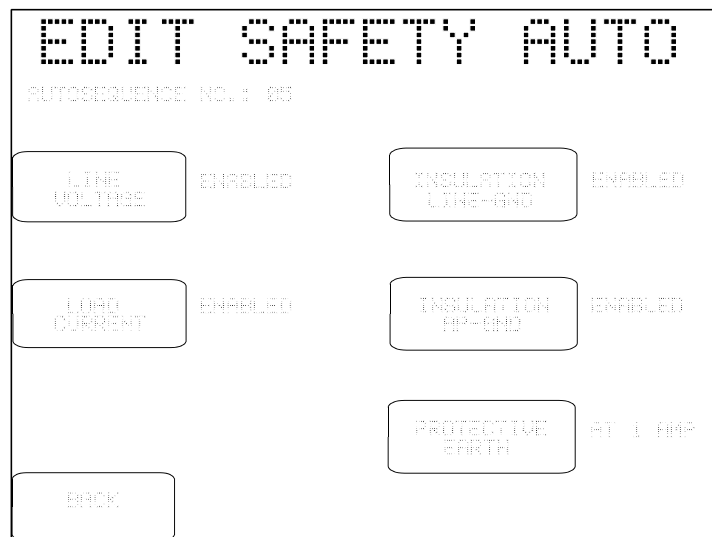 EDIT SAFETY AUTO
AUTOSEQUENCE NO.: 05
LINE
VOLTAGE
ENABLED
INSULATION
LINE-GND
ENABLED
LOAD
CURRENT
ENABLED
INSULATION
AP-GND
ENABLED
PROTECTIVE
EARTH
AT 1 AMP
BACK